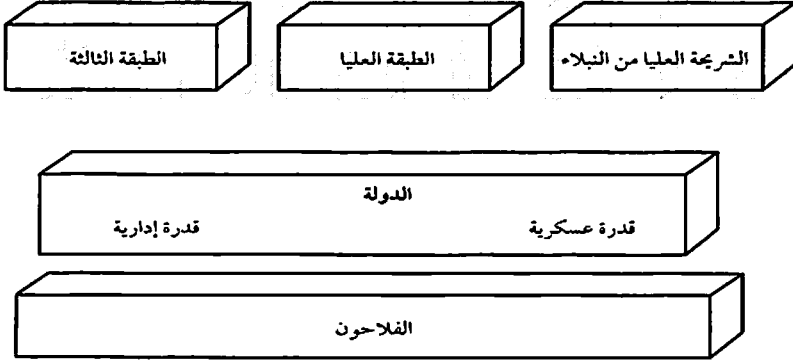 الشريحة العليا من النبلاء
الطبقة العليا
الطبقة الثالثة
الدولة
قدرة عسكرية
قدرة إدارية
الفلاحون